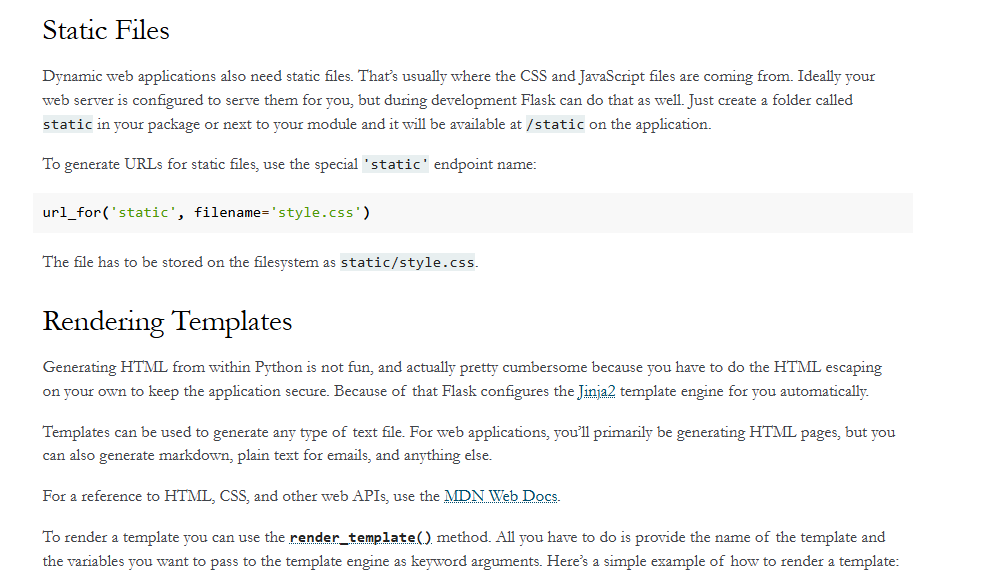 Static Files
Dynamic web applications also need static files. That’s usually where the CSS and JavaScript files are coming from. Ideally your
web server is configured to serve them for you, but during development Flask can do that as well. Just create a folder called
static in your package or next to your module and it will be available at /static on the application.
To generate URLs for static files, use the special 'static' endpoint name:
url_for('static', filename='style.css')
The file has to be stored on the filesystem as static/style.css.
Rendering Templates
Generating HTML from within Python is not fun, and actually pretty cumbersome because you have to do the HTML escaping
on your own to keep the application secure. Because of that Flask configures the Jinja2 template engine for you automatically.
Templates can be used to generate any type of text file. For web applications, you’ll primarily be generating HTML pages, but you
can also generate markdown, plain text for emails, and anything else.
For a reference to HTML, CSS, and other web APIs, use the MDN Web Docs.
To render a template you can use the render_template() method. All you have to do is provide the name of the template and
the variables you want to pass to the template engine as keyword arguments. Here’s a simple example of how to render a template: